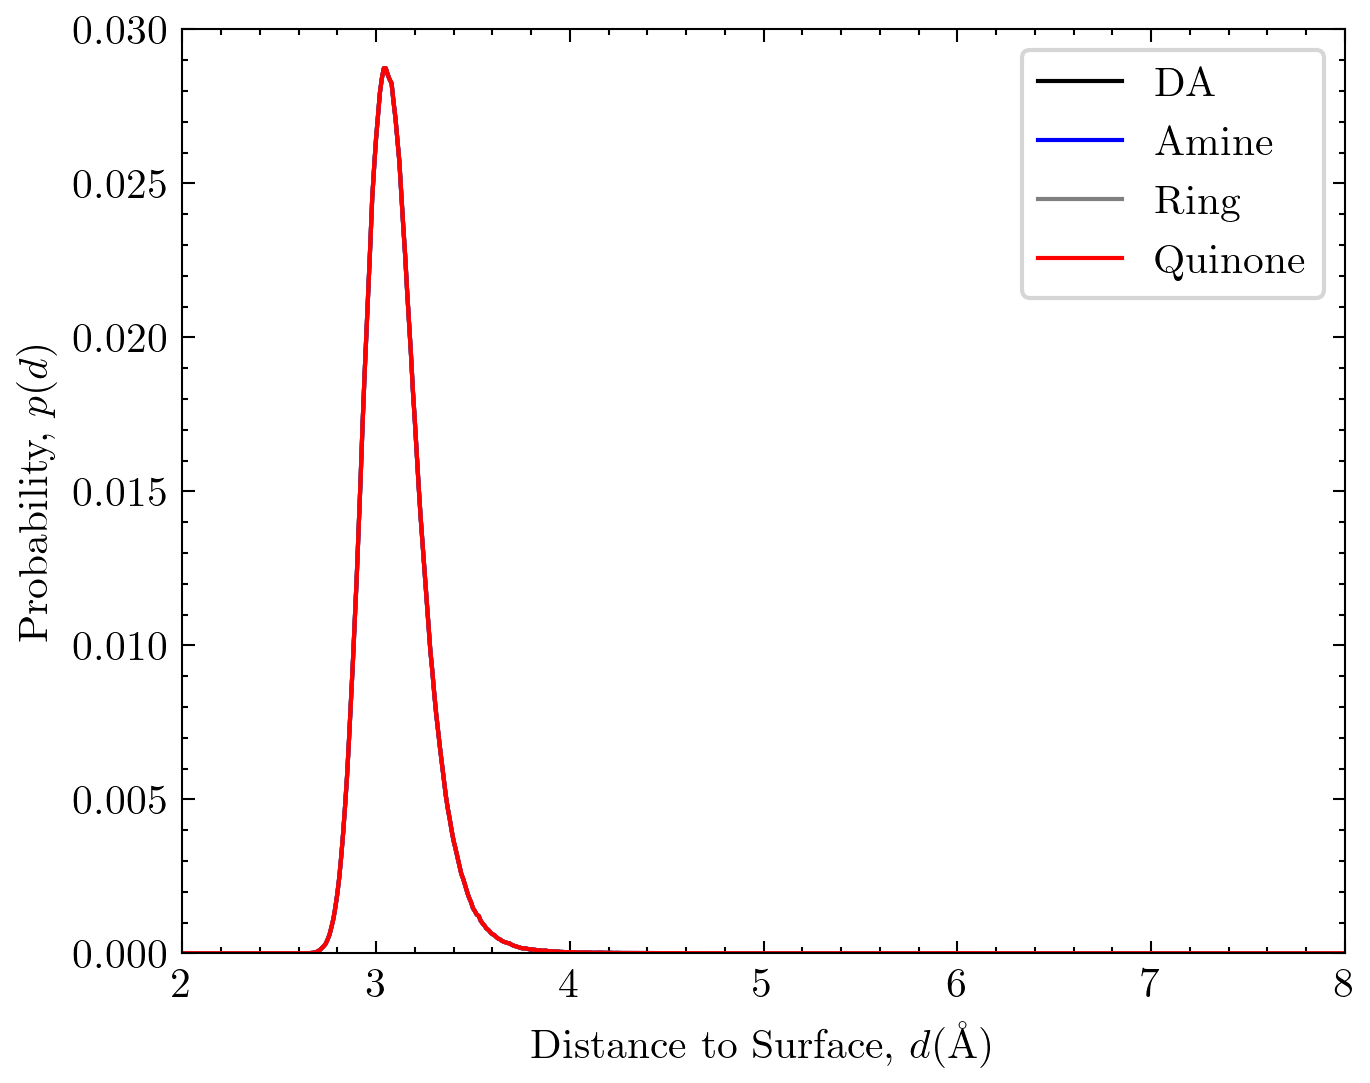 0.030
0.025
0.020
0.015
0.010
0.005
0.000
2 3 4 5 6 7 8
Probability, p(d)
Distance to Surface, d(Å)
DA
Amine
Ring
Quinone